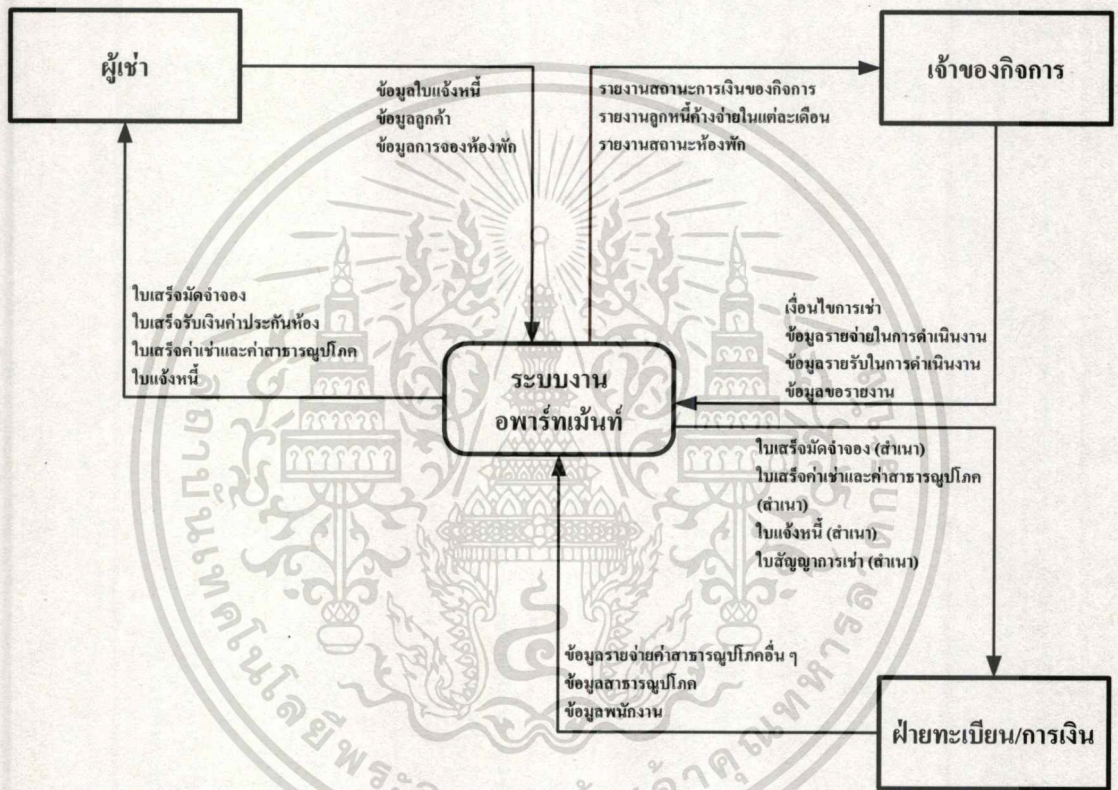 ผู้เช่า
เจ้าของกิจการ
ข้อมูลใบแจ้งหนี้
ข้อมูลลูกค้า
ข้อมูลการจองห้องพัก
รายงานสถานะการเงินของกิจการ
รายงานลูกหนี้ค้างจ่ายในแต่ละเดือน
รายงานสถานะห้องพัก
ใบเสร็จมัดจำจอง
ใบเสร็จรับเงินค่าประกันห้อง
ใบเสร็จค่าเช่าและค่าสาธารณูปโภค
ใบแจ้งหนี้
เงื่อนไขการเช่า
ข้อมูลรายจ่ายในการดำเนินงาน
ข้อมูลรายรับในการดำเนินงาน
ข้อมูลขอรายงาน
ระบบงาน
อพาร์ทเม้นท์
ใบเสร็จมัดจำจอง (สำเนา)
ใบเสร็จค่าเช่าและค่าสาธารณูปโภค
(สำเนา)
ใบแจ้งหนี้ (สำเนา)
ใบสัญญาการเช่า (สำเนา)
ข้อมูลรายจ่ายค่าสาธารณูปโภคอื่น ๆ
ข้อมูลสาธารณูปโภค
ข้อมูลพนักงาน
ฝ่ายทะเบียน/การเงิน